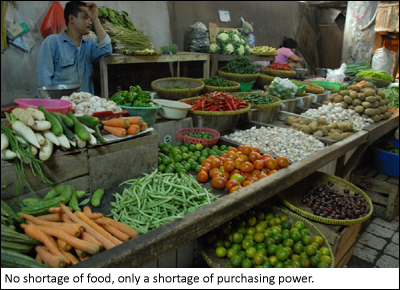 No shortage of food, only a shortage of purchasing power.